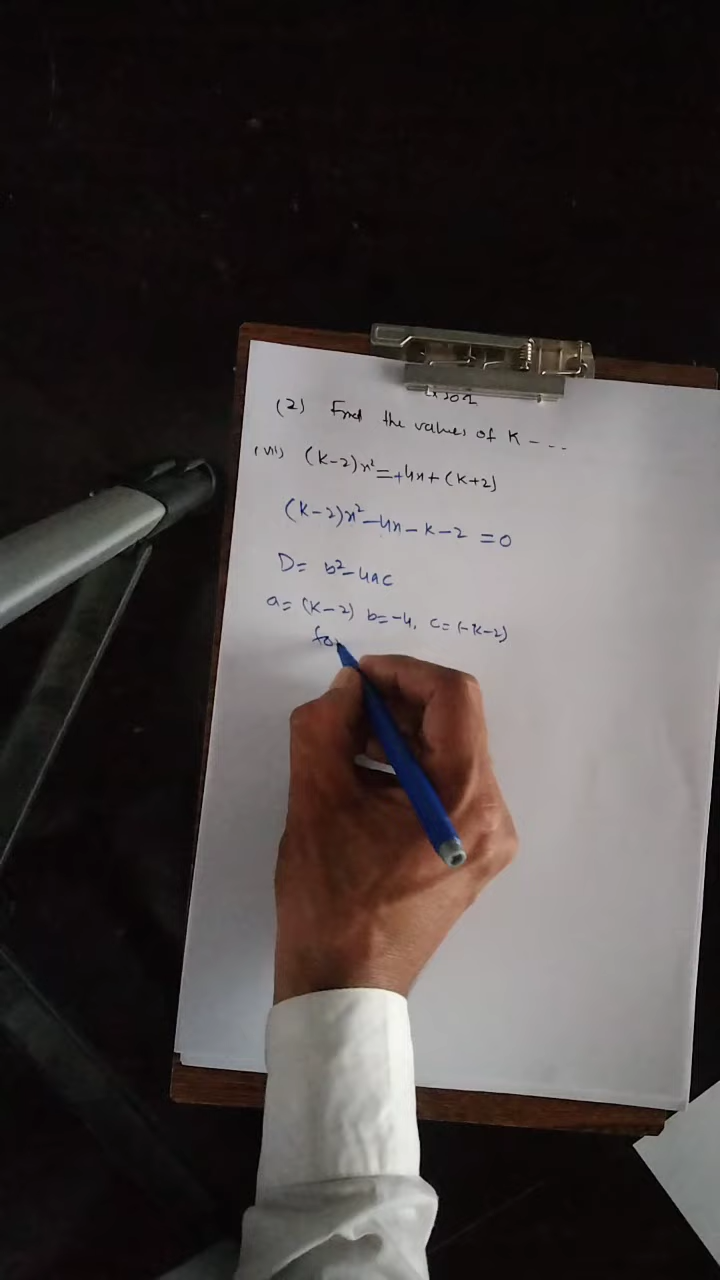 (2) Find the values of K - - - -
(vii) (K-2)x² = +4x + (K+2)
(K-2)x² - 4x - K - 2 = 0
D = b² - 4ac
a = (K-2) b = -4, c = (-K-2)
for